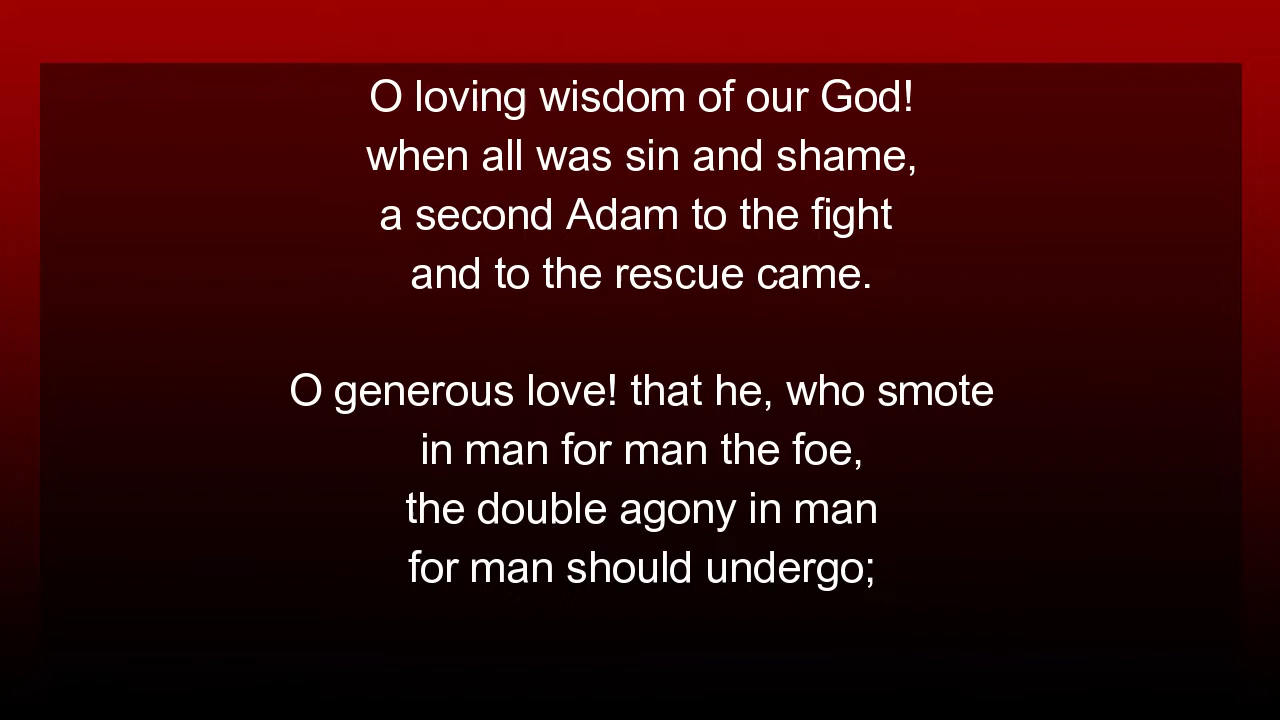 O loving wisdom of our God!
when all was sin and shame,
a second Adam to the fight
and to the rescue came.
O generous love! that he, who smote
in man for man the foe,
the double agony in man
for man should undergo;